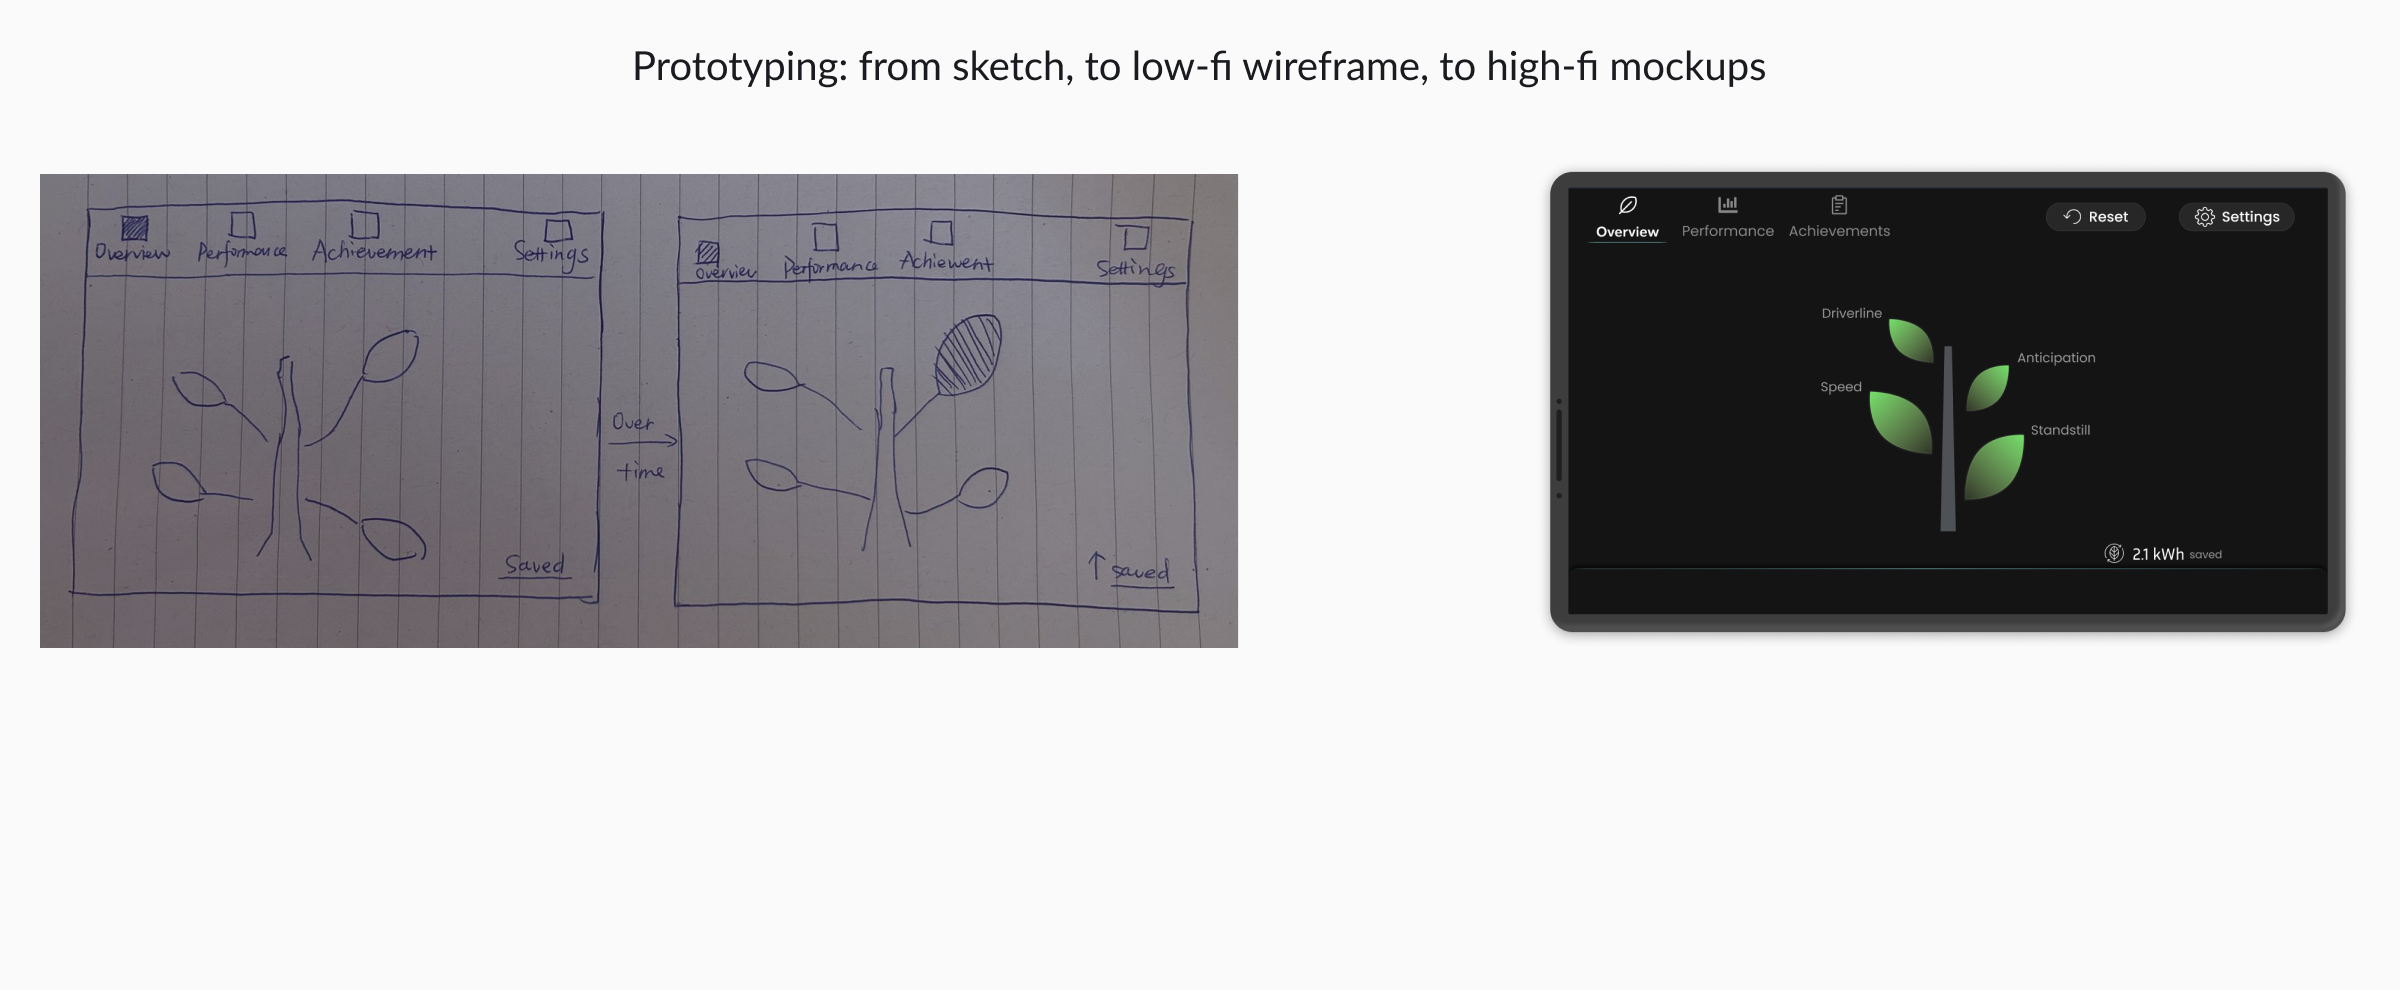 Prototyping: from sketch, to low-fi wireframe, to high-fi mockups
Overview Performance Achievement Settings
Saved
Over
time
Overview Performance Achiewent Settings
↑ saved
Overview Performance Achievements Reset Settings
Driverline
Anticipation
Speed
Standstill
2.1 kWh saved